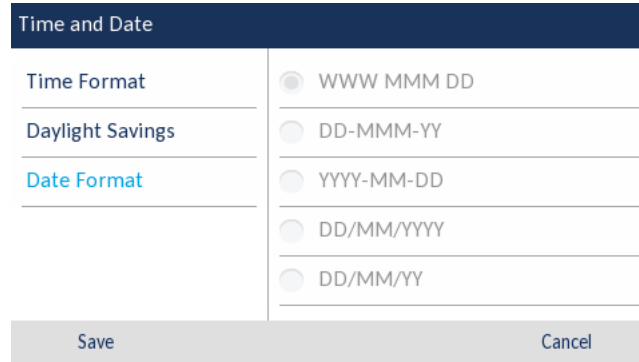 Time and Date
Time Format
Daylight Savings
Date Format
WWW MMM DD
DD-MMM-YY
YYYY-MM-DD
DD/MM/YYYY
DD/MM/YY
Save
Cancel